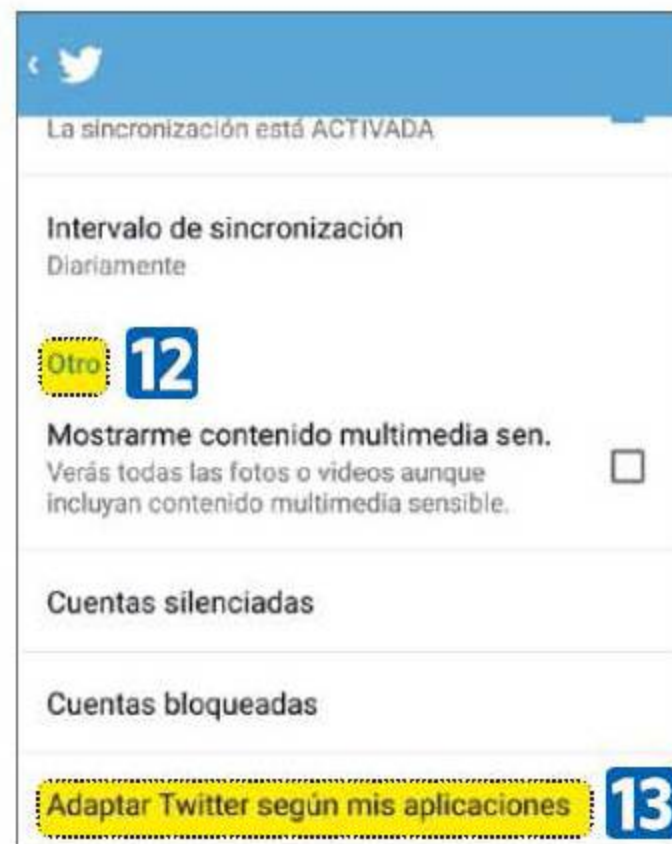 La sincronización está ACTIVADA
Intervalo de sincronización
Diariamente
Otro 12
Mostrarme contenido multimedia sen.
Verás todas las fotos o videos aunque
incluyan contenido multimedia sensible.
Cuentas silenciadas
Cuentas bloqueadas
Adaptar Twitter según mis aplicaciones 13